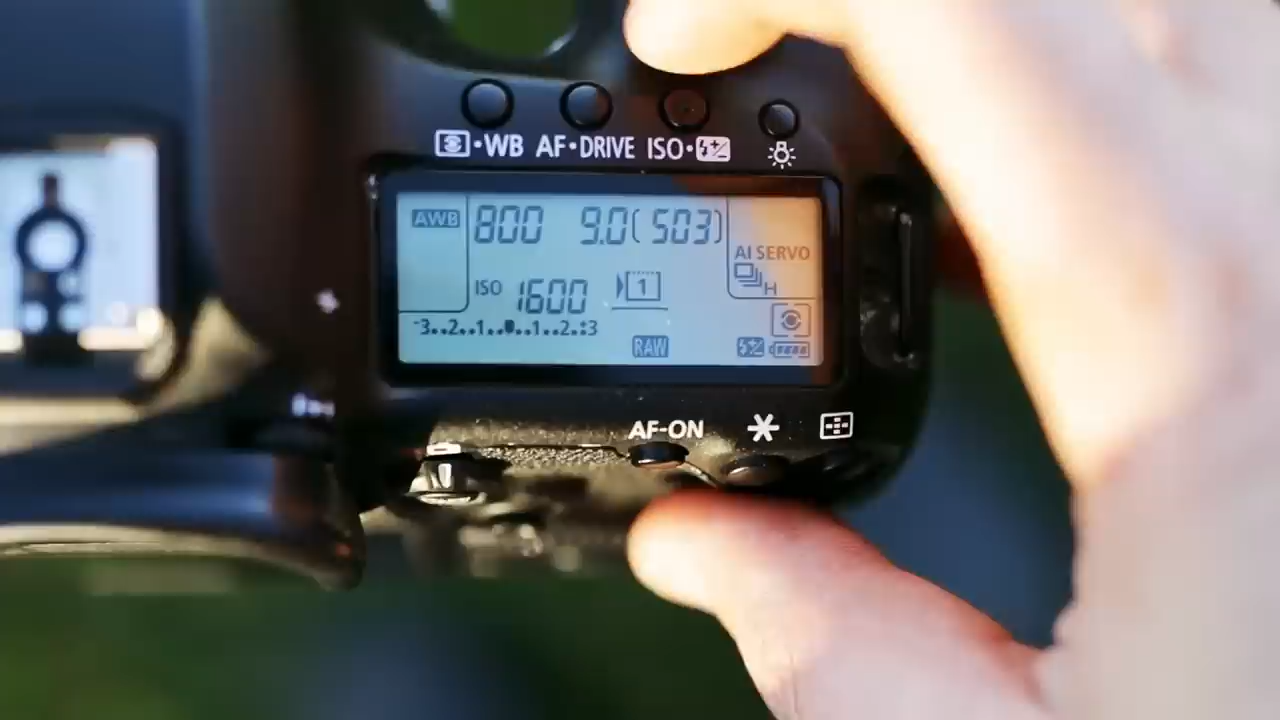 WB AF•DRIVE ISO
AWB 800 9.0( 503)
AI SERVO
H
ISO 1600 1
-3..2..1..0..1..2.:3
RAW
AF-ON